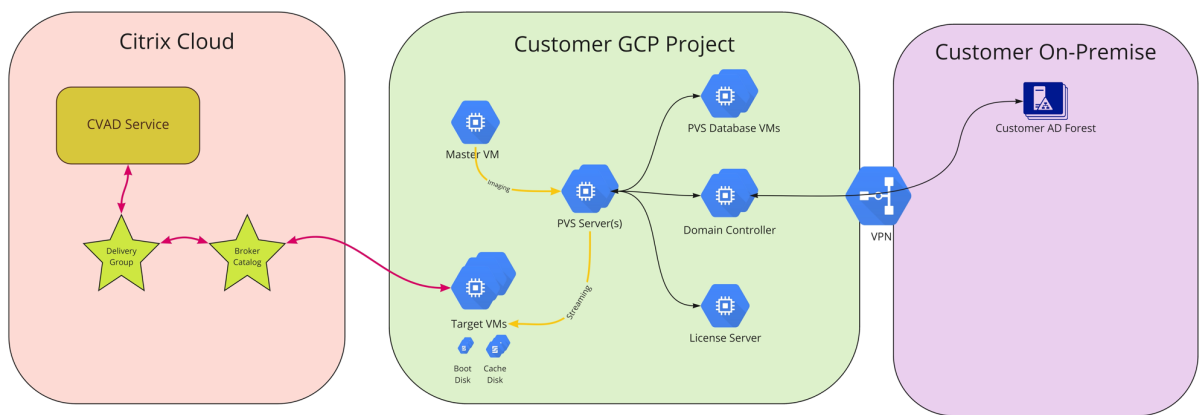 Citrix Cloud
CVAD Service
Delivery
Group
Broker
Catalog
Customer GCP Project
Master VM
Imaging
PVS Server(s)
PVS Database VMs
Domain Controller
License Server
Streaming
Target VMs
Boot
Disk
Cache
Disk
VPN
Customer On-Premise
Customer AD Forest